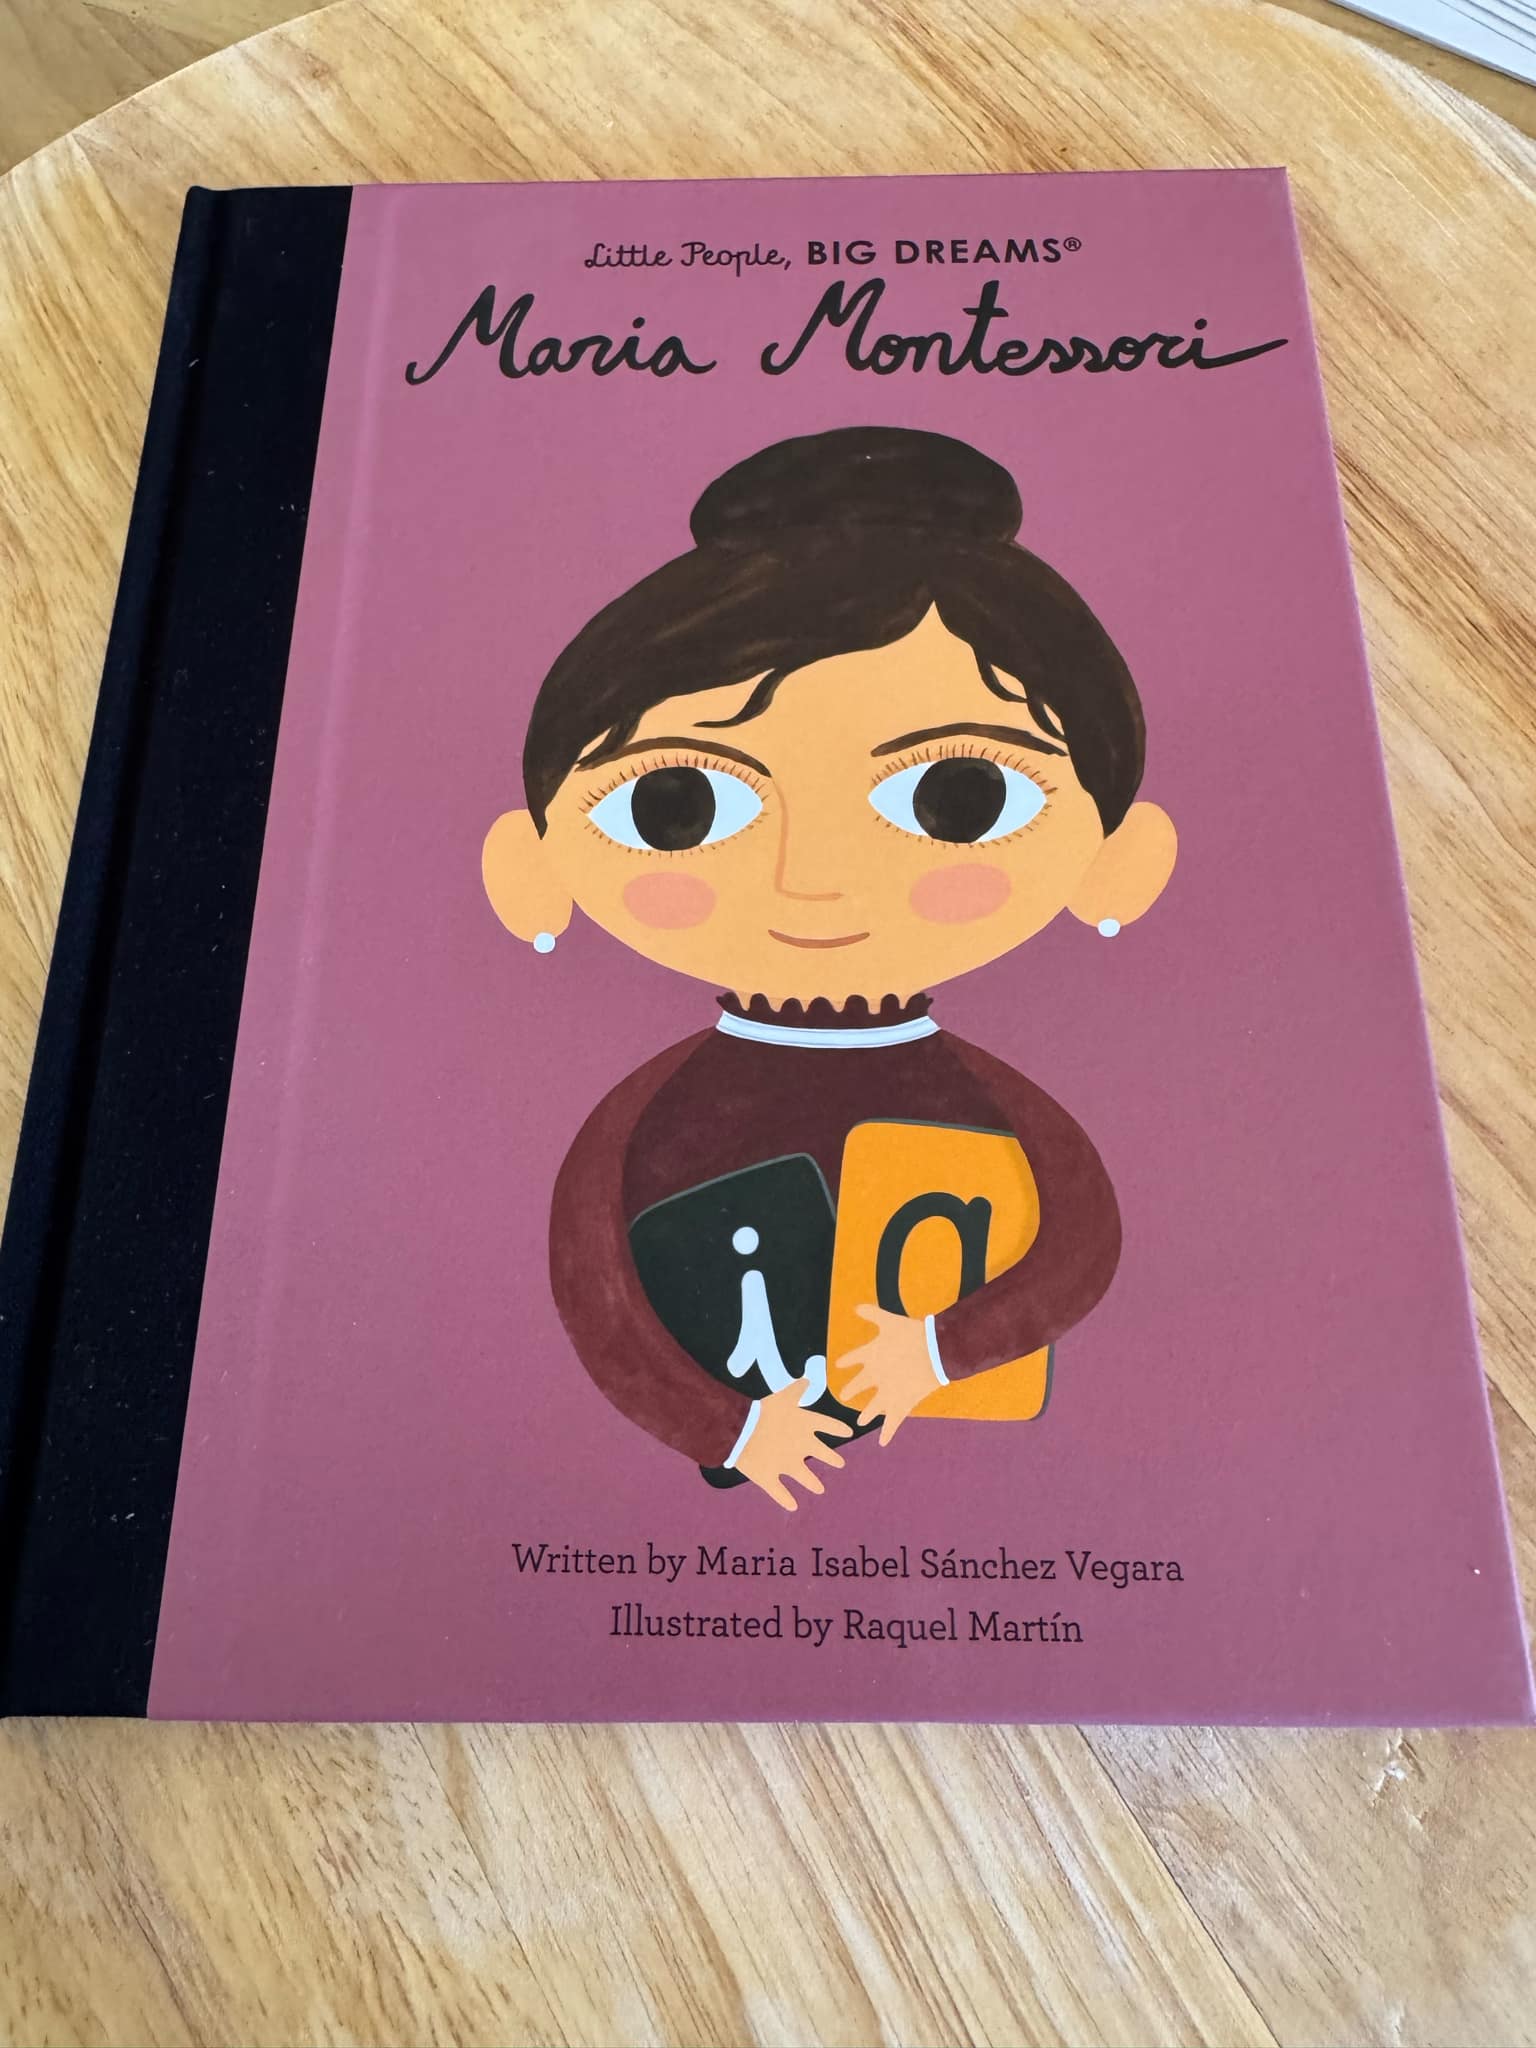 Little People, BIG DREAMS®
Maria Montessori
i a
Written by Maria Isabel Sánchez Vegara
Illustrated by Raquel Martín